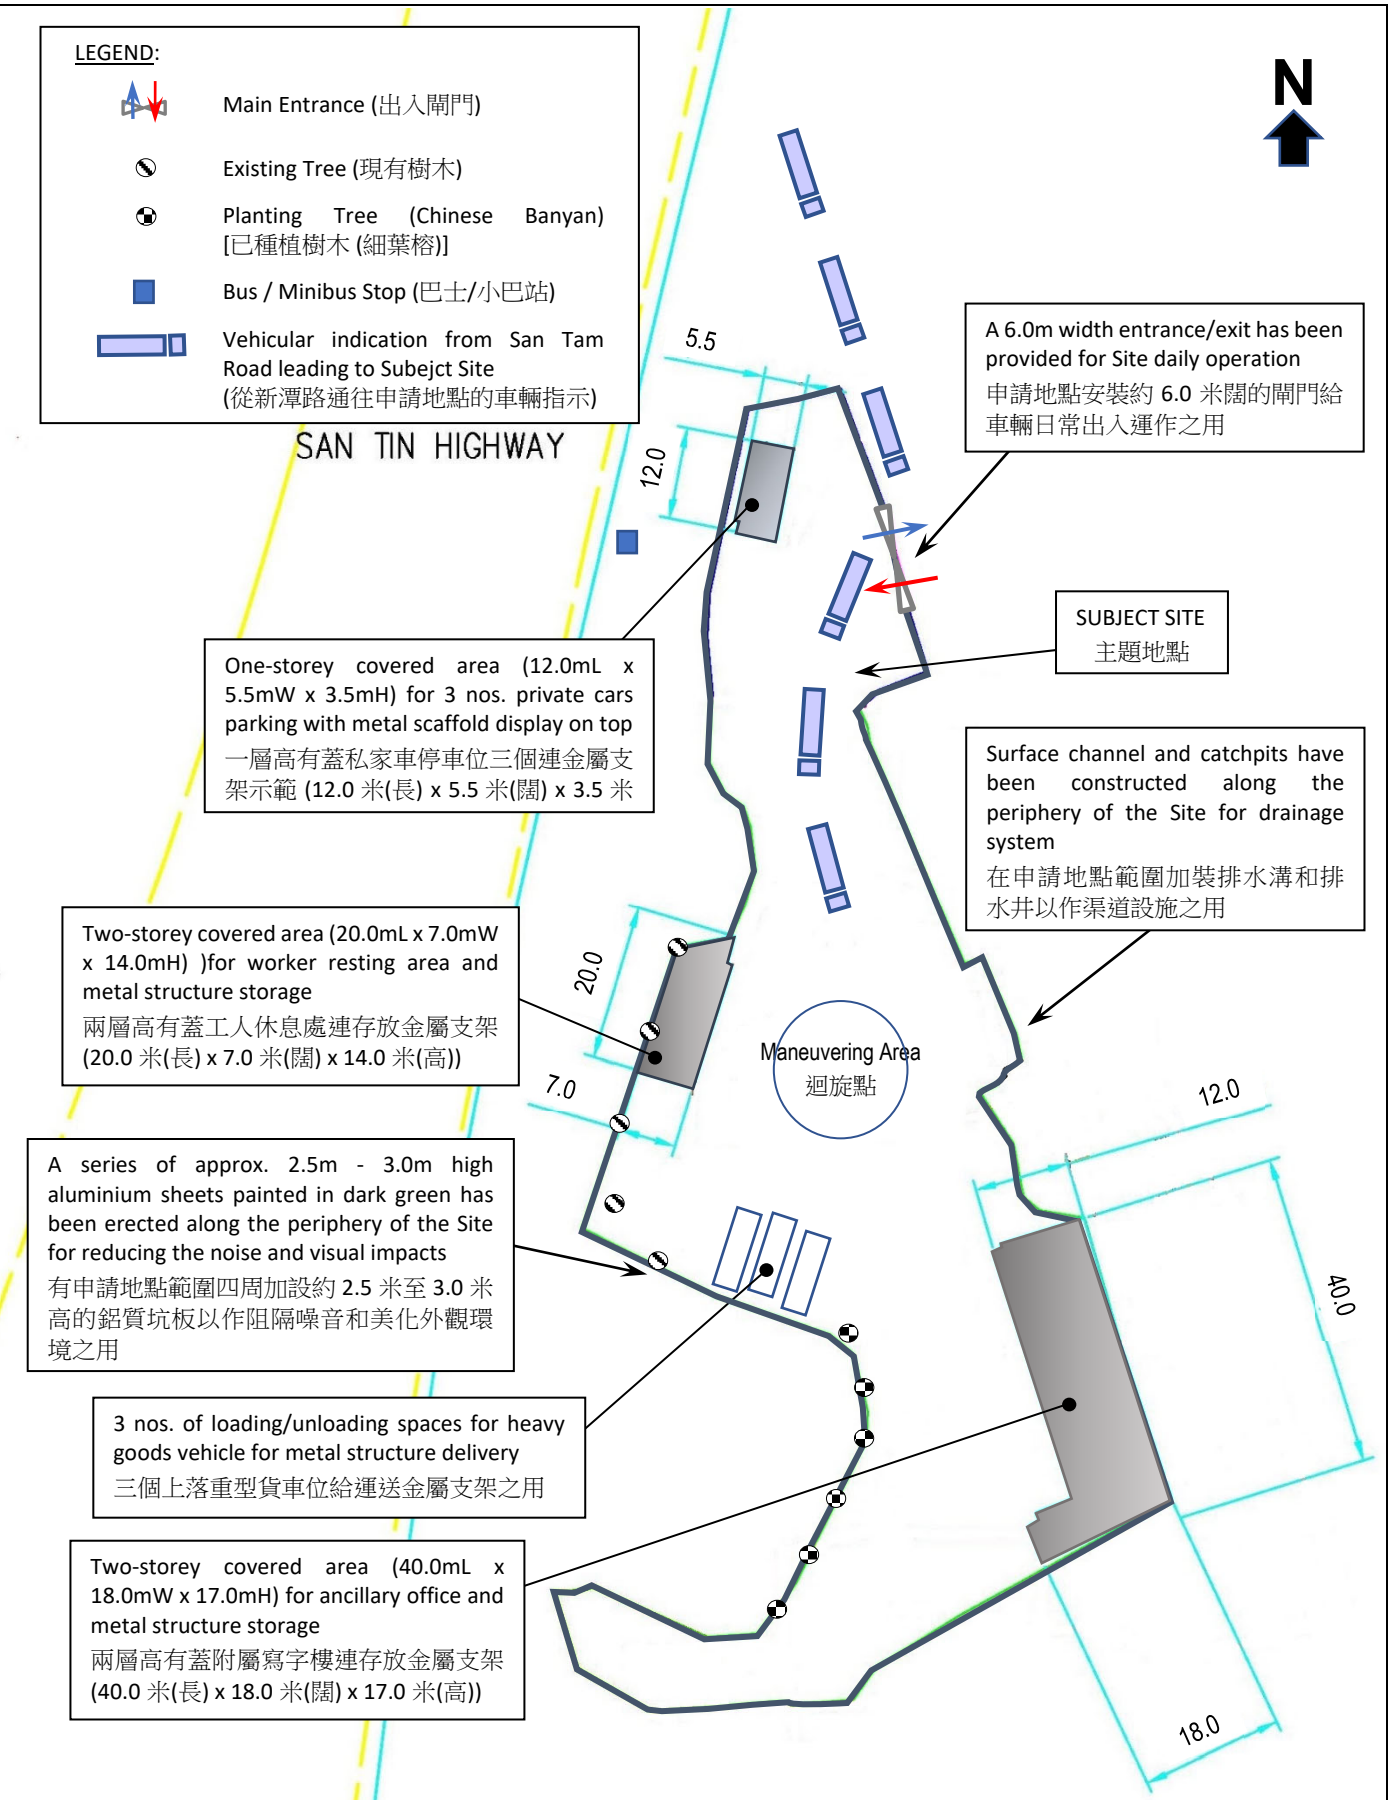 LEGEND:
Main Entrance (出入閘門)
Existing Tree (現有樹木)
Planting Tree (Chinese Banyan)
[已種植樹木 (細葉榕)]
Bus / Minibus Stop (巴士/小巴站)
Vehicular indication from San Tam
Road leading to Subejct Site
(從新潭路通往申請地點的車輛指示)
N
SAN TIN HIGHWAY
5.5
12.0
A 6.0m width entrance/exit has been
provided for Site daily operation
申請地點安裝約 6.0 米闊的閘門給
車輛日常出入運作之用
SUBJECT SITE
主題地點
One-storey covered area (12.0mL x
5.5mW x 3.5mH) for 3 nos. private cars
parking with metal scaffold display on top
一層高有蓋私家車停車位三個連金屬支
架示範 (12.0 米(長) x 5.5 米(闊) x 3.5 米
Surface channel and catchpits have
been constructed along the
periphery of the Site for drainage
system
在申請地點範圍加裝排水溝和排
水井以作渠道設施之用
Two-storey covered area (20.0mL x 7.0mW
x 14.0mH) )for worker resting area and
metal structure storage
兩層高有蓋工人休息處連存放金屬支架
(20.0 米(長) x 7.0 米(闊) x 14.0 米(高))
20.0
7.0
Maneuvering Area
迴旋點
12.0
40.0
A series of approx. 2.5m - 3.0m high
aluminium sheets painted in dark green has
been erected along the periphery of the Site
for reducing the noise and visual impacts
有申請地點範圍四周加設約 2.5 米至 3.0 米
高的鋁質坑板以作阻隔噪音和美化外觀環
境之用
3 nos. of loading/unloading spaces for heavy
goods vehicle for metal structure delivery
三個上落重型貨車位給運送金屬支架之用
Two-storey covered area (40.0mL x
18.0mW x 17.0mH) for ancillary office and
metal structure storage
兩層高有蓋附屬寫字樓連存放金屬支架
(40.0 米(長) x 18.0 米(闊) x 17.0 米(高))
18.0